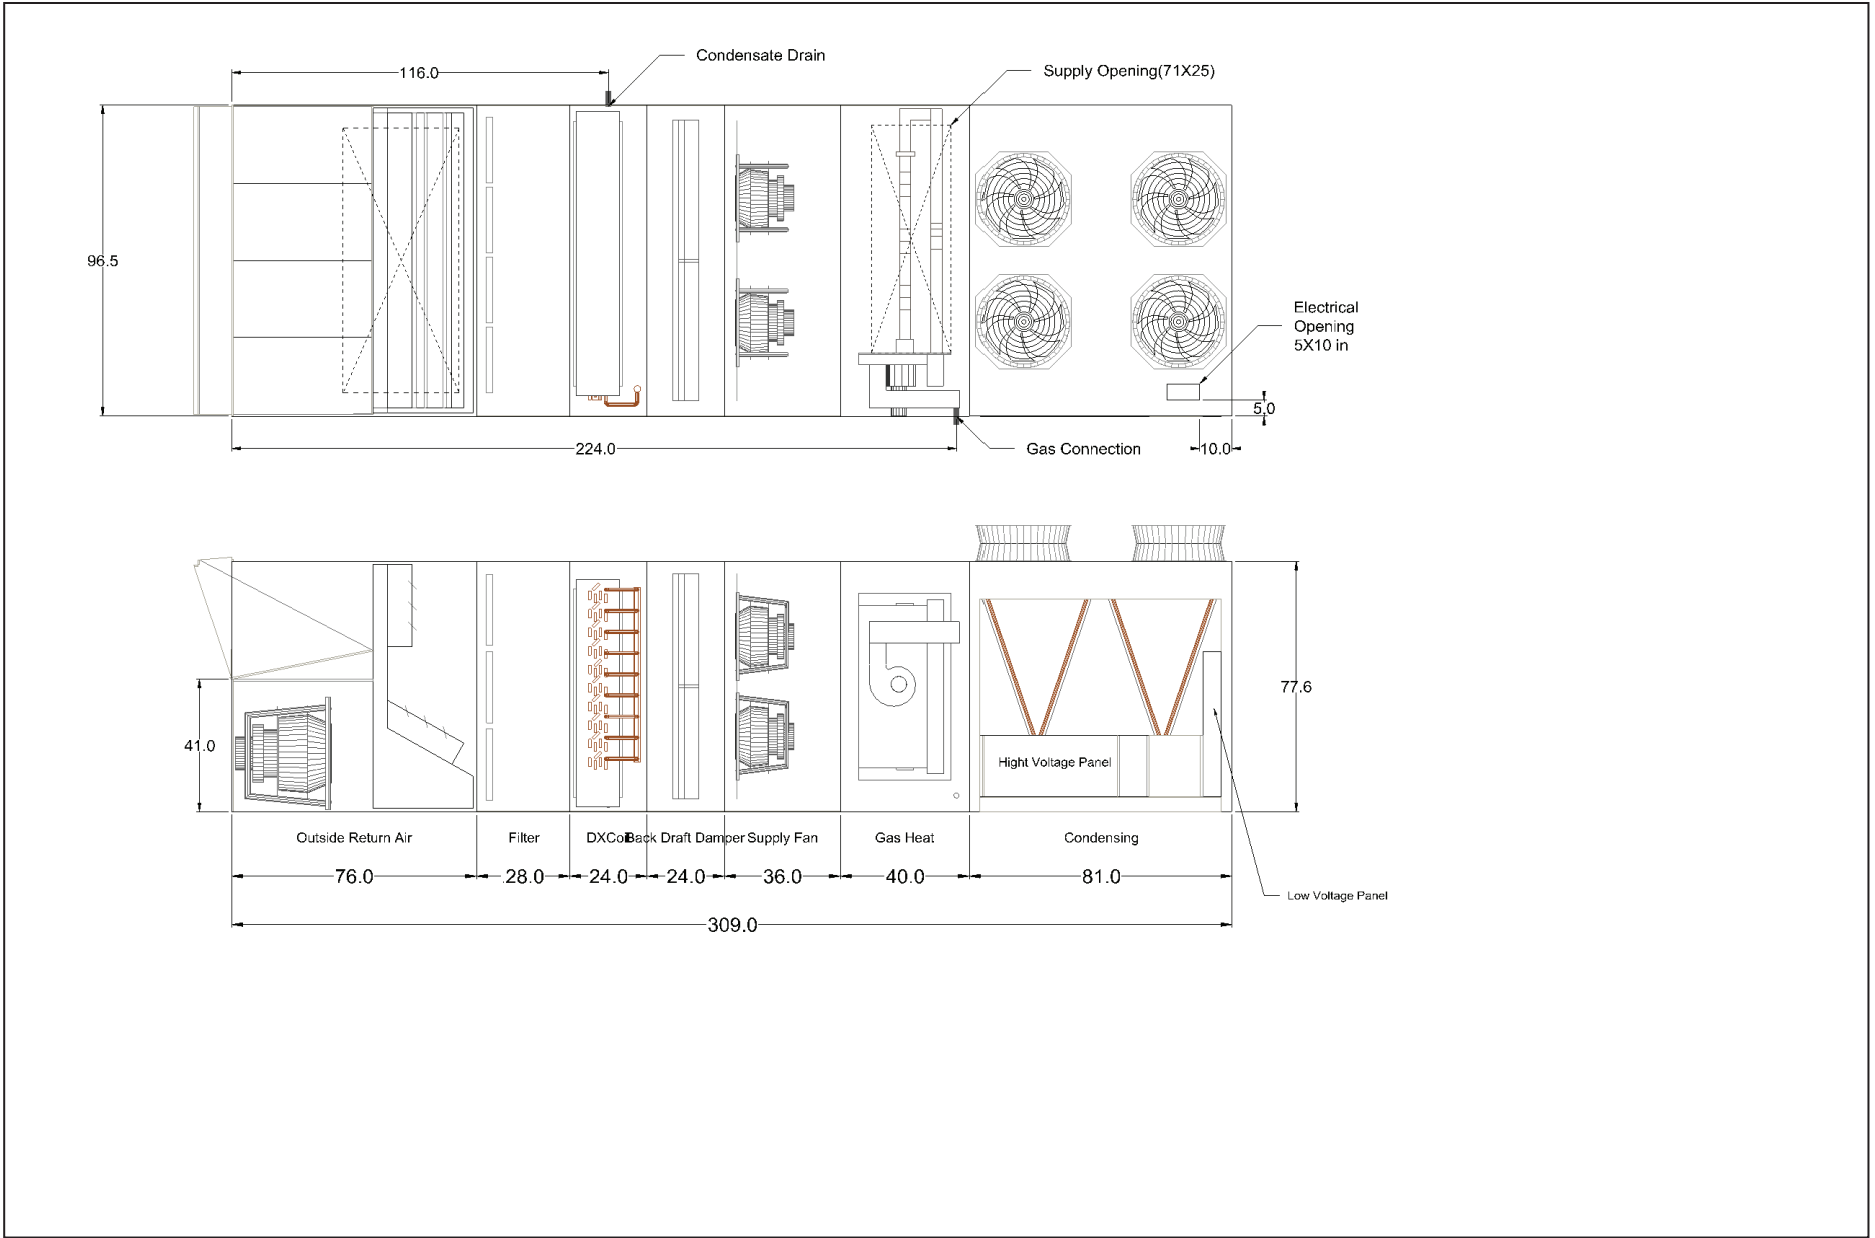 Condensate Drain
116.0
Supply Opening(71X25)
96.5
Electrical
Opening
5X10 in
5.0
224.0
Gas Connection
10.0
77.6
41.0
Hight Voltage Panel
Outside Return Air
Filter
DXCoil
Back Draft Damper
Supply Fan
Gas Heat
Condensing
76.0
28.0
24.0
24.0
36.0
40.0
81.0
Low Voltage Panel
309.0